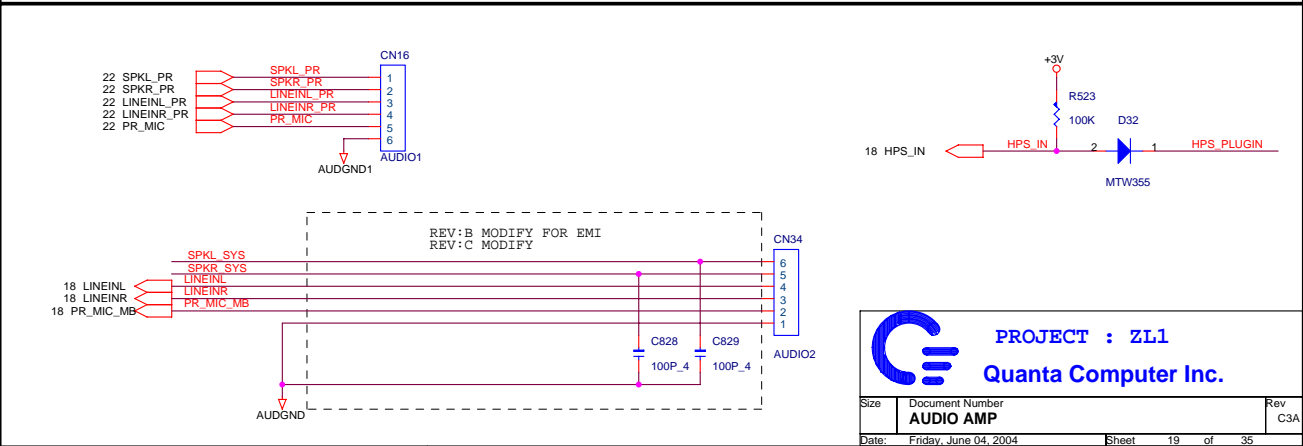 CN16
22 SPKL_PR SPKL_PR 1
22 SPKR_PR SPKR_PR 2
22 LINEINL_PR LINEINL_PR 3
22 LINEINR_PR LINEINR_PR 4
22 PR_MIC PR_MIC 5
6
AUDIO1
AUDGND1
+3V
R523
100K
D32
18 HPS_IN HPS_IN 2 1 HPS_PLUGIN
MTW355
REV:B MODIFY FOR EMI
REV:C MODIFY
CN34
SPKL_SYS 6
SPKR_SYS 5
18 LINEINL LINEINL 4
18 LINEINR LINEINR 3
18 PR_MIC_MB PR_MIC_MB 2
1
C828
100P_4
C829
100P_4
AUDIO2
AUDGND
PROJECT : ZL1
Quanta Computer Inc.
Size Document Number Rev
AUDIO AMP C3A
Date: Friday, June 04, 2004 Sheet 19 of 35